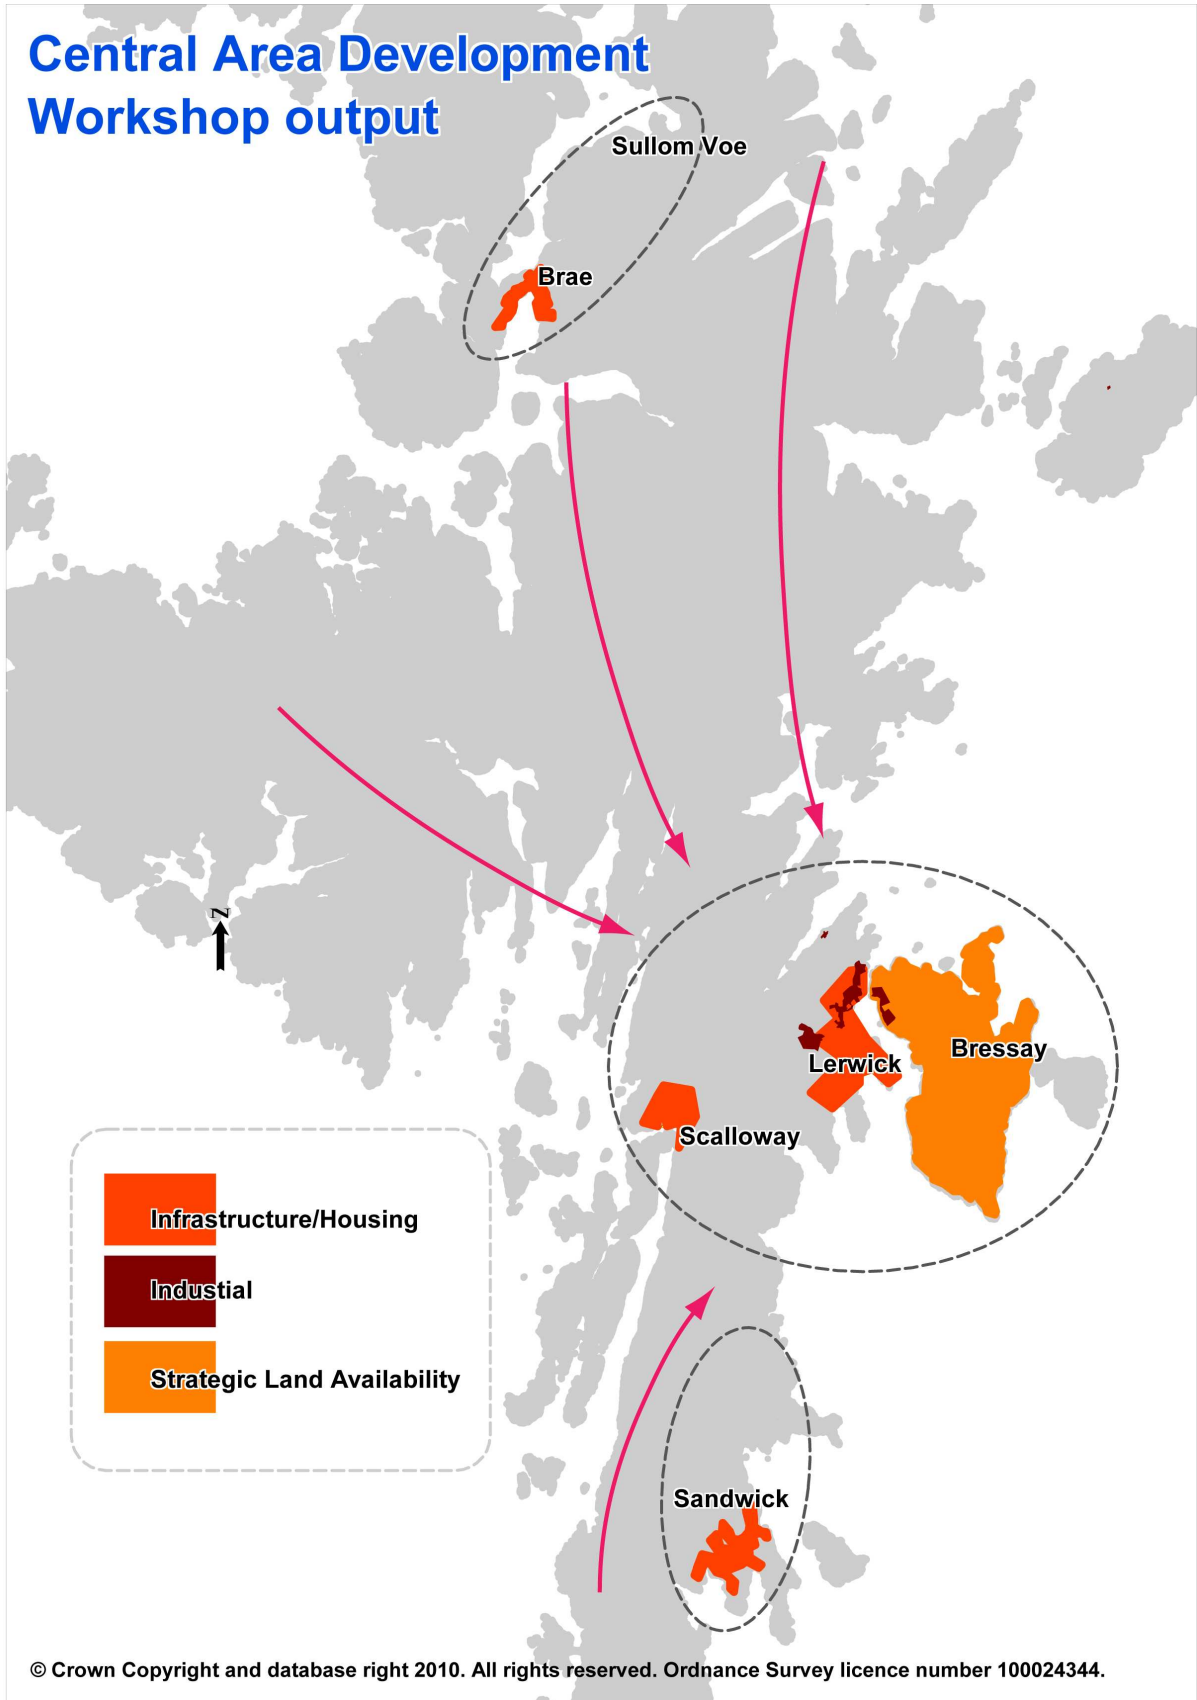 Central Area Development
Workshop output
Sullom Voe
Brae
N
Bressay
Lerwick
Scalloway
Infrastructure/Housing
Industial
Strategic Land Availability
Sandwick
© Crown Copyright and database right 2010. All rights reserved. Ordnance Survey licence number 100024344.